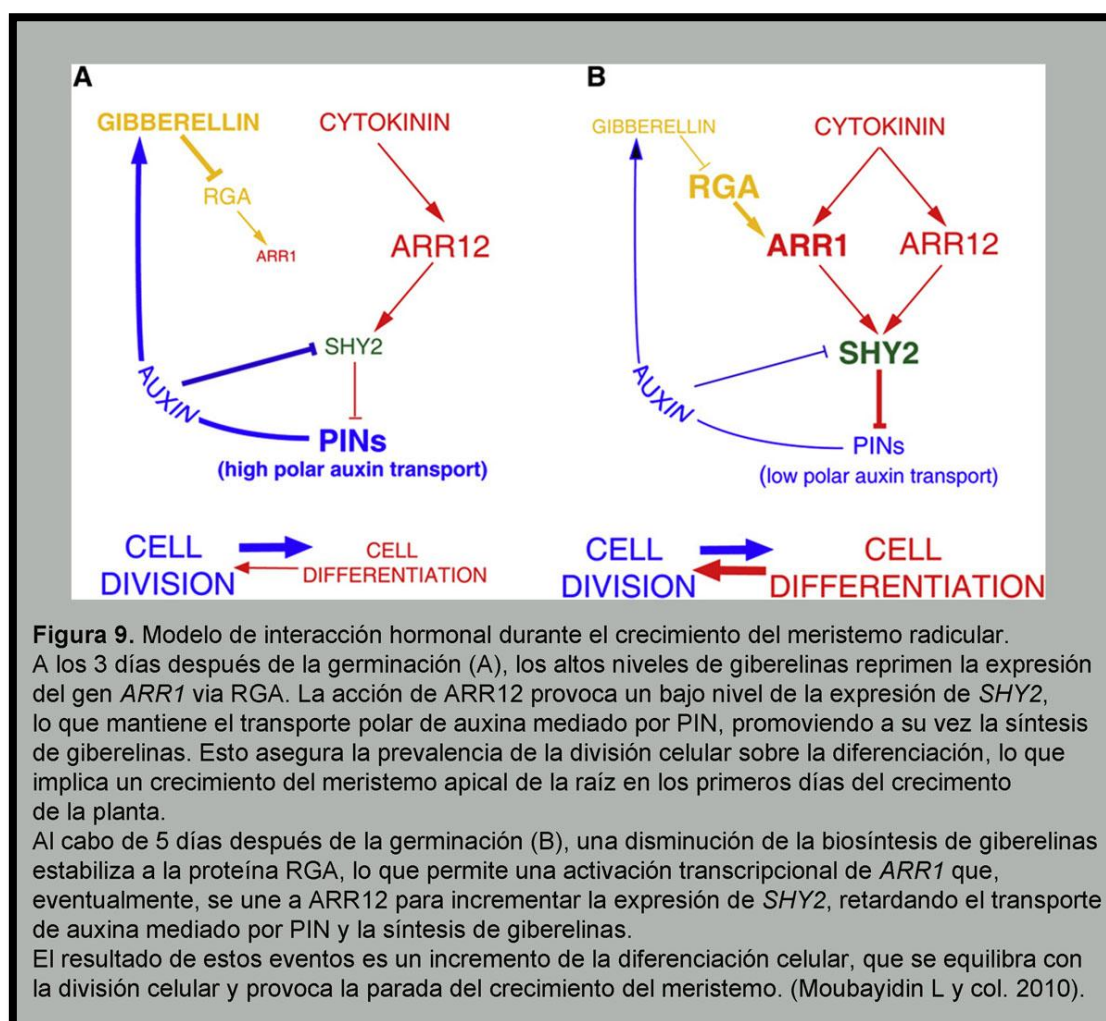 A
B
GIBBERELLIN
CYTOKININ
RGA
ARR1
ARR12
SHY2
AUXIN
PINs
(high polar auxin transport)
CELL
DIVISION
CELL
DIFFERENTIATION
GIBBERELLIN
CYTOKININ
RGA
ARR1
ARR12
SHY2
AUXIN
PINs
(low polar auxin transport)
CELL
DIVISION
CELL
DIFFERENTIATION
Figura 9. Modelo de interacción hormonal durante el crecimiento del meristemo radicular.
A los 3 días después de la germinación (A), los altos niveles de giberelinas reprimen la expresión
del gen ARR1 via RGA. La acción de ARR12 provoca un bajo nivel de la expresión de SHY2,
lo que mantiene el transporte polar de auxina mediado por PIN, promoviendo a su vez la síntesis
de giberelinas. Esto asegura la prevalencia de la división celular sobre la diferenciación, lo que
implica un crecimiento del meristemo apical de la raíz en los primeros días del crecimento
de la planta.
Al cabo de 5 días después de la germinación (B), una disminución de la biosíntesis de giberelinas
estabiliza a la proteína RGA, lo que permite una activación transcripcional de ARR1 que,
eventualmente, se une a ARR12 para incrementar la expresión de SHY2, retardando el transporte
de auxina mediado por PIN y la síntesis de giberelinas.
El resultado de estos eventos es un incremento de la diferenciación celular, que se equilibra con
la división celular y provoca la parada del crecimiento del meristemo. (Moubayidin L y col. 2010).